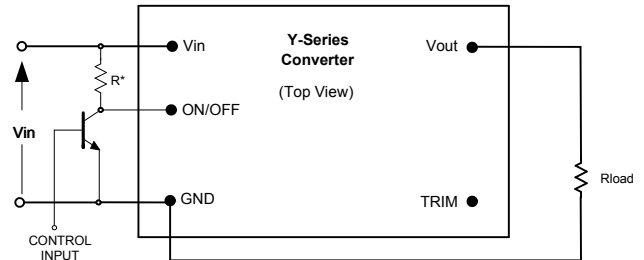 Y-Series
Converter
(Top View)
Vin
Vout
R*
ON/OFF
Vin
GND
TRIM
Rload
CONTROL
INPUT